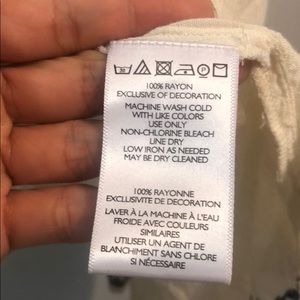 100% RAYON
EXCLUSIVE OF DECORATION
MACHINE WASH COLD
WITH LIKE COLORS
USE ONLY
NON-CHLORINE BLEACH
LINE DRY
LOW IRON AS NEEDED
MAY BE DRY CLEANED
100% RAYONNE
EXCLUSIVITE DE DECORATION
LAVER À LA MACHINE À L'EAU
FROIDE AVEC COULEURS
SIMILAIRES
UTILISER UN AGENT DE
BLANCHIMENT SANS CHLORE
SI NÉCESSAIRE